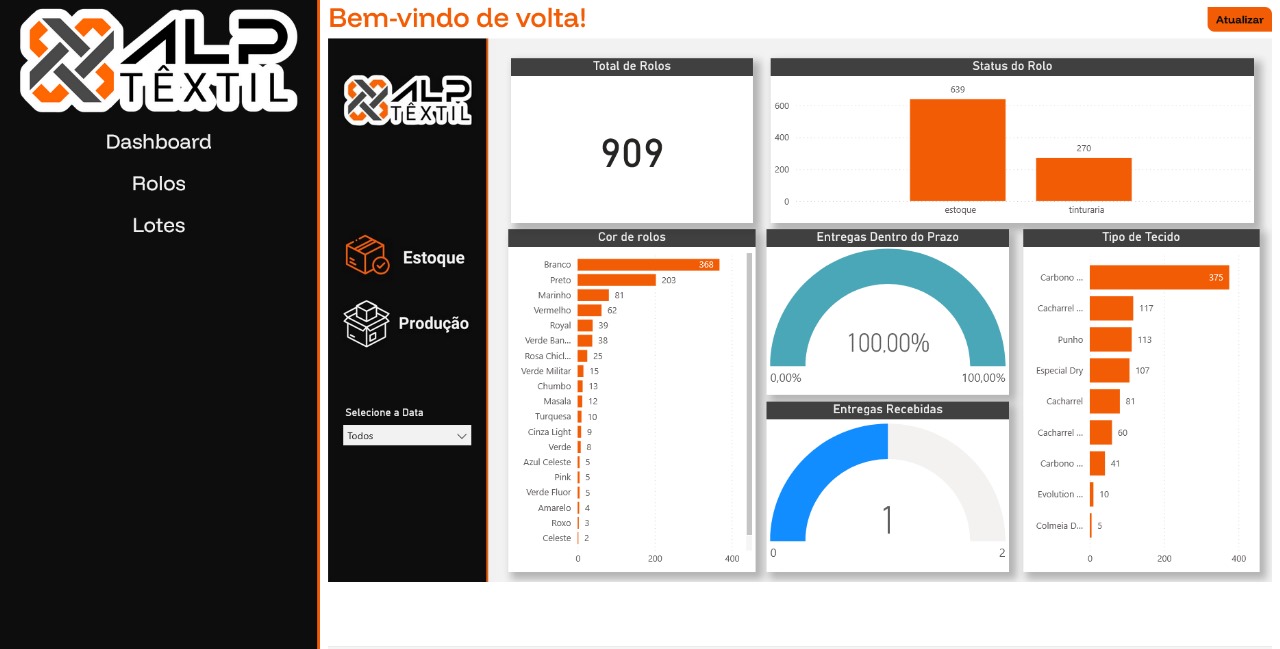 ALP
TÊXTIL
Dashboard
Rolos
Lotes
Bem-vindo de volta!
Atualizar
ALP
TÊXTIL
Estoque
Produção
Selecione a Data
Todos
Total de Rolos
909
Status do Rolo
600
400
200
0
639
270
estoque
tinturaria
Cor de rolos
Branco 368
Preto 203
Marinho 81
Vermelho 62
Royal 39
Verde Ban... 38
Rosa Chicl... 25
Verde Militar 15
Chumbo 13
Masala 12
Turquesa 10
Cinza Light 9
Verde 8
Azul Celeste 5
Pink 5
Verde Fluor 5
Amarelo 4
Roxo 3
Celeste 2
0 200 400
Entregas Dentro do Prazo
100,00%
0,00% 100,00%
Entregas Recebidas
1
0 2
Tipo de Tecido
Carbono ... 375
Cacharrel ... 117
Punho 113
Especial Dry 107
Cacharrel 81
Cacharrel ... 60
Carbono ... 41
Evolution ... 10
Colmeia D... 5
0 200 400